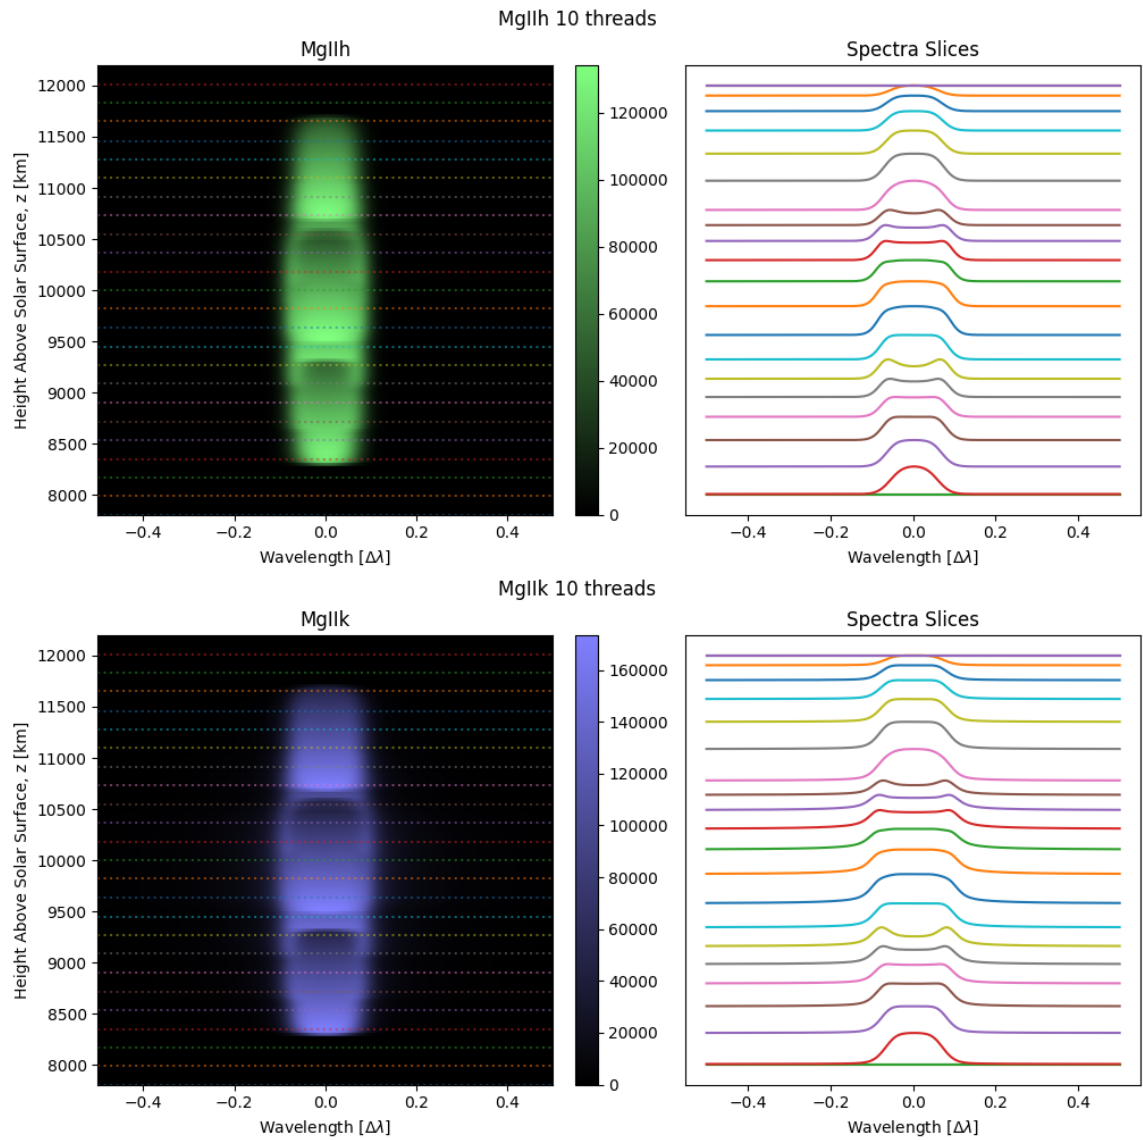 MgIIh 10 threads
MgIIh
Spectra Slices
Height Above Solar Surface, z [km]
12000
11500
11000
10500
10000
9500
9000
8500
8000
120000
100000
80000
60000
40000
20000
0
−0.4 −0.2 0.0 0.2 0.4
−0.4 −0.2 0.0 0.2 0.4
Wavelength [Δλ]
Wavelength [Δλ]
MgIIk 10 threads
MgIIk
Spectra Slices
Height Above Solar Surface, z [km]
12000
11500
11000
10500
10000
9500
9000
8500
8000
160000
140000
120000
100000
80000
60000
40000
20000
0
−0.4 −0.2 0.0 0.2 0.4
−0.4 −0.2 0.0 0.2 0.4
Wavelength [Δλ]
Wavelength [Δλ]